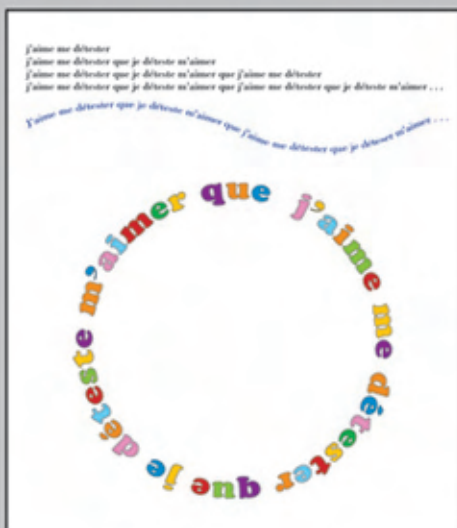 j'aime me détester
j'aime me détester que je déteste m'aimer
j'aime me détester que je déteste m'aimer que j'aime me détester
j'aime me détester que je déteste m'aimer que j'aime me détester que je déteste m'aimer . . .
J'aime me détester que je déteste m'aimer que j'aime me détester que je déteser m'aimer . . .
que j'aime me détester que je déteste m'aimer